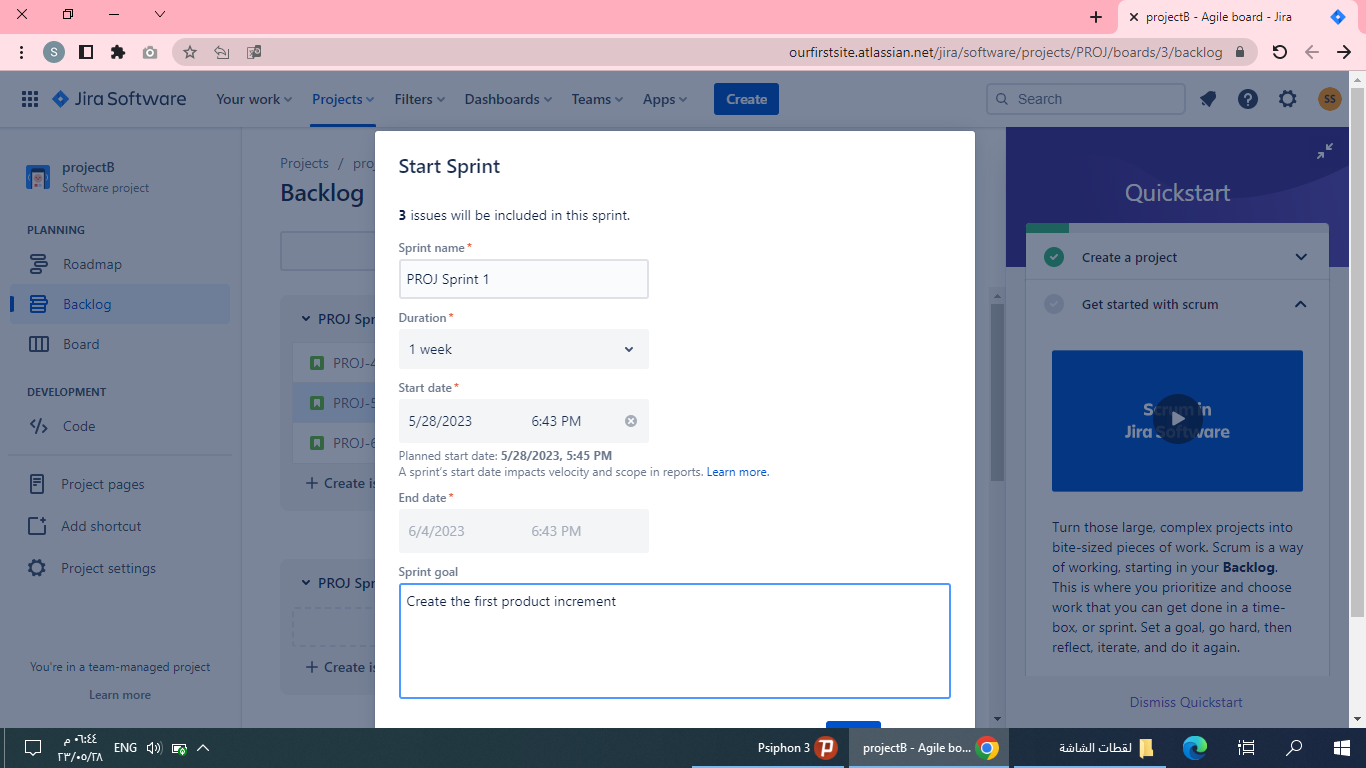 projectB - Agile board - Jira
S
ourfirstsite.atlassian.net/jira/software/projects/PROJ/boards/3/backlog
Jira Software
Your work
Projects
Filters
Dashboards
Teams
Apps
Create
Search
SS
projectB
Software project
PLANNING
Roadmap
Backlog
Board
DEVELOPMENT
Code
Project pages
Add shortcut
Project settings
You're in a team-managed project
Learn more
Projects /
Backlog
PROJ
PROJ-4
PROJ-5
PROJ-6
+ Create
PROJ
+ Create
Start Sprint
3 issues will be included in this sprint.
Sprint name*
PROJ Sprint 1
Duration*
1 week
Start date*
5/28/2023 6:43 PM
Planned start date: 5/28/2023, 5:45 PM
A sprint's start date impacts velocity and scope in reports. Learn more.
End date*
6/4/2023 6:43 PM
Sprint goal
Create the first product increment
Quickstart
Create a project
Get started with scrum
Scrum in
Jira Software
Turn those large, complex projects into
bite-sized pieces of work. Scrum is a way
of working, starting in your Backlog.
This is where you prioritize and choose
work that you can get done in a time-
box, or sprint. Set a goal, go hard, then
reflect, iterate, and do it again.
Dismiss Quickstart
٠٦:٤٤ م
٢٣/٠٥/٢٨
ENG
Psiphon 3
projectB - Agile bo...
لقطات الشاشة